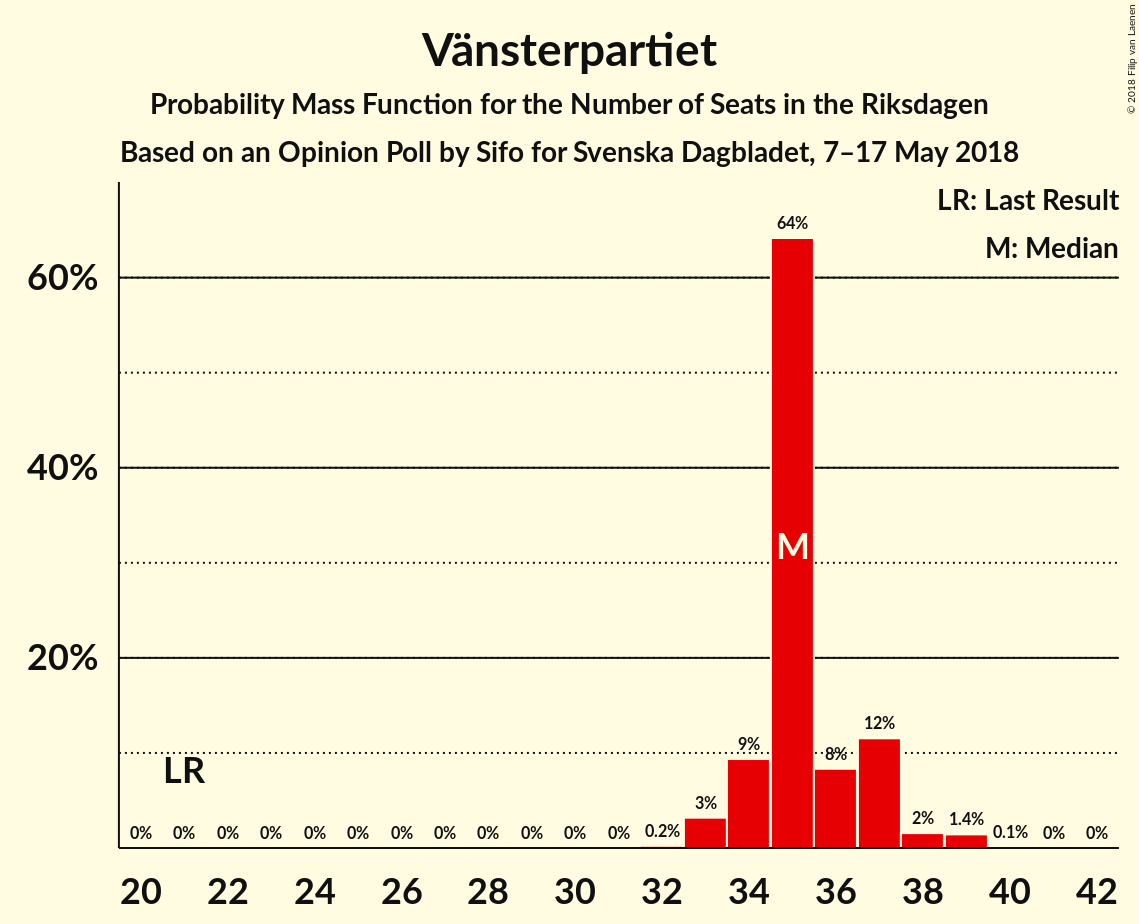 Vänsterpartiet
Probability Mass Function for the Number of Seats in the Riksdagen
Based on an Opinion Poll by Sifo for Svenska Dagbladet, 7–17 May 2018
© 2018 Filip van Laenen
LR: Last Result
M: Median
60%
40%
20%
64%
M
LR
0% 0% 0% 0% 0% 0% 0% 0% 0% 0% 0% 0% 0.2% 3% 9% 8% 12% 2% 1.4% 0.1% 0% 0%
20 22 24 26 28 30 32 34 36 38 40 42